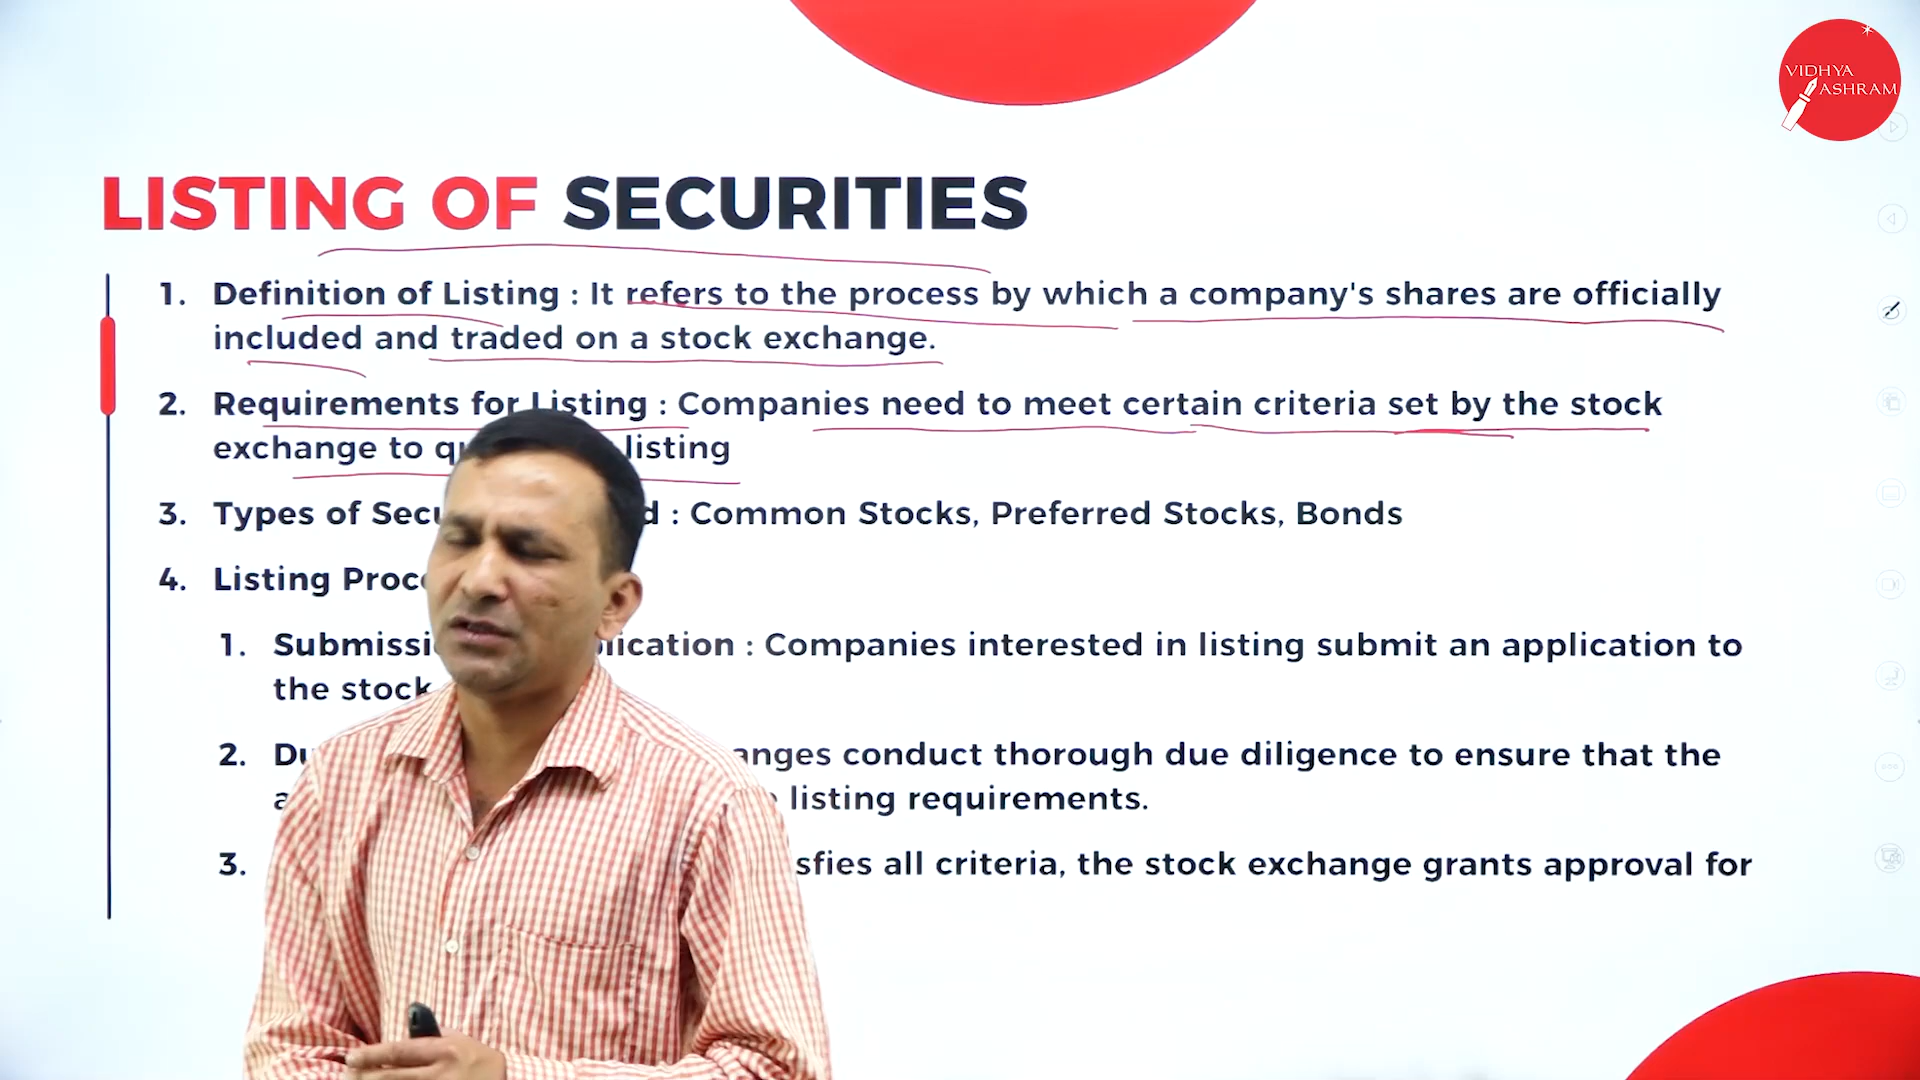 VIDHYA
ASHRAM
LISTING OF SECURITIES
1. Definition of Listing : It refers to the process by which a company's shares are officially
included and traded on a stock exchange.
2. Requirements for Listing : Companies need to meet certain criteria set by the stock
exchange to listing
3. Types of : Common Stocks, Preferred Stocks, Bonds
4. Listing
1. : Companies interested in listing submit an application to
the stock
2. conduct thorough due diligence to ensure that the
listing requirements.
3. all criteria, the stock exchange grants approval for